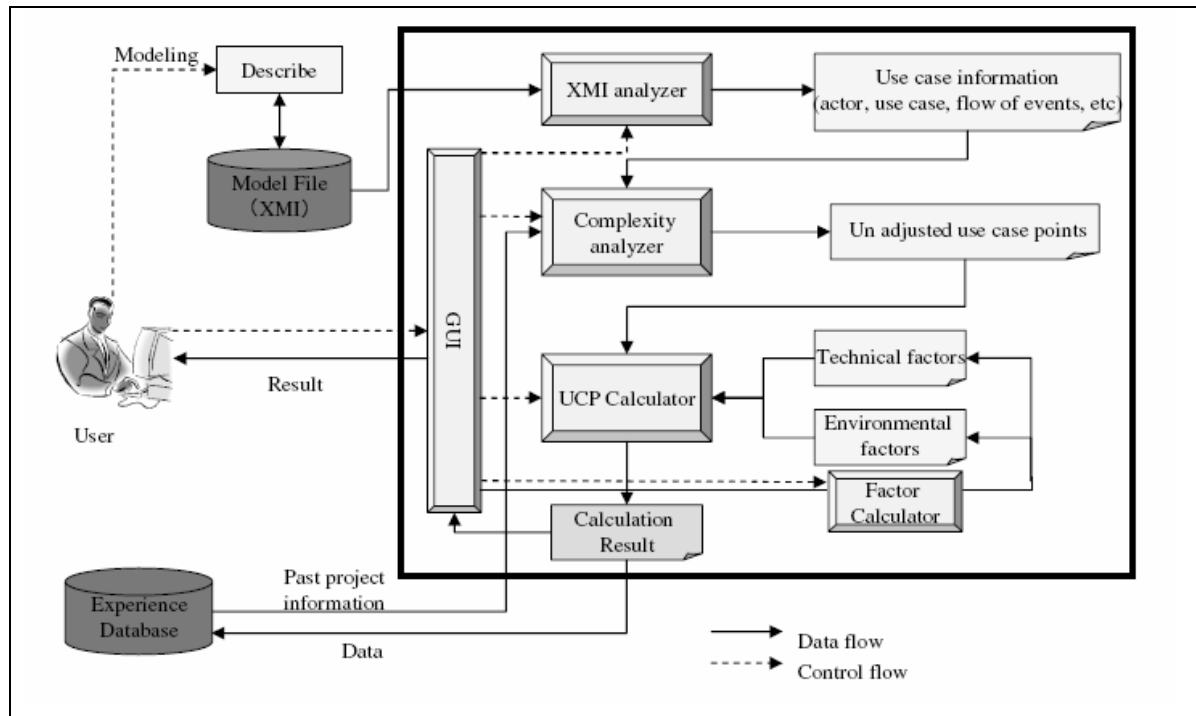 Modeling
Describe
XMI analyzer
Use case information
(actor, use case, flow of events, etc)
Model File
(XMI)
Complexity
analyzer
Un adjusted use case points
GUI
Technical factors
Result
UCP Calculator
User
Environmental
factors
Factor
Calculator
Calculation
Result
Past project
information
Experience
Database
Data
Data flow
Control flow